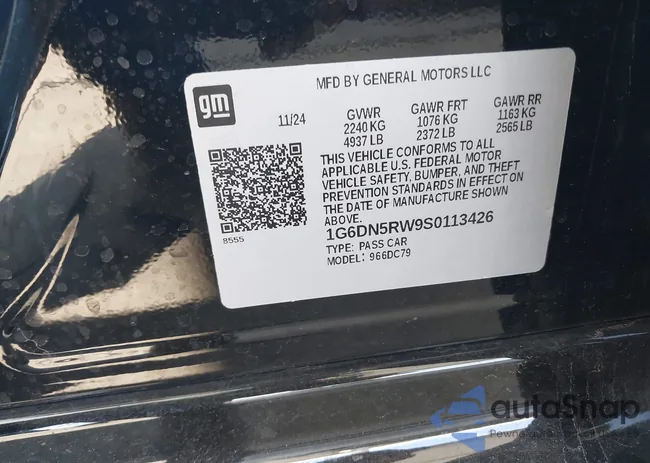 MFD BY GENERAL MOTORS LLC
gm
11/24
GVWR
2240 KG
4937 LB
GAWR FRT
1076 KG
2372 LB
GAWR RR
1163 KG
2565 LB
THIS VEHICLE CONFORMS TO ALL
APPLICABLE U.S. FEDERAL MOTOR
VEHICLE SAFETY, BUMPER, AND THEFT
PREVENTION STANDARDS IN EFFECT ON
THE DATE OF MANUFACTURE SHOWN
ABOVE.
8555
1G6DN5RW9S0113426
TYPE: PASS CAR
MODEL: 966DC79
autoSnap